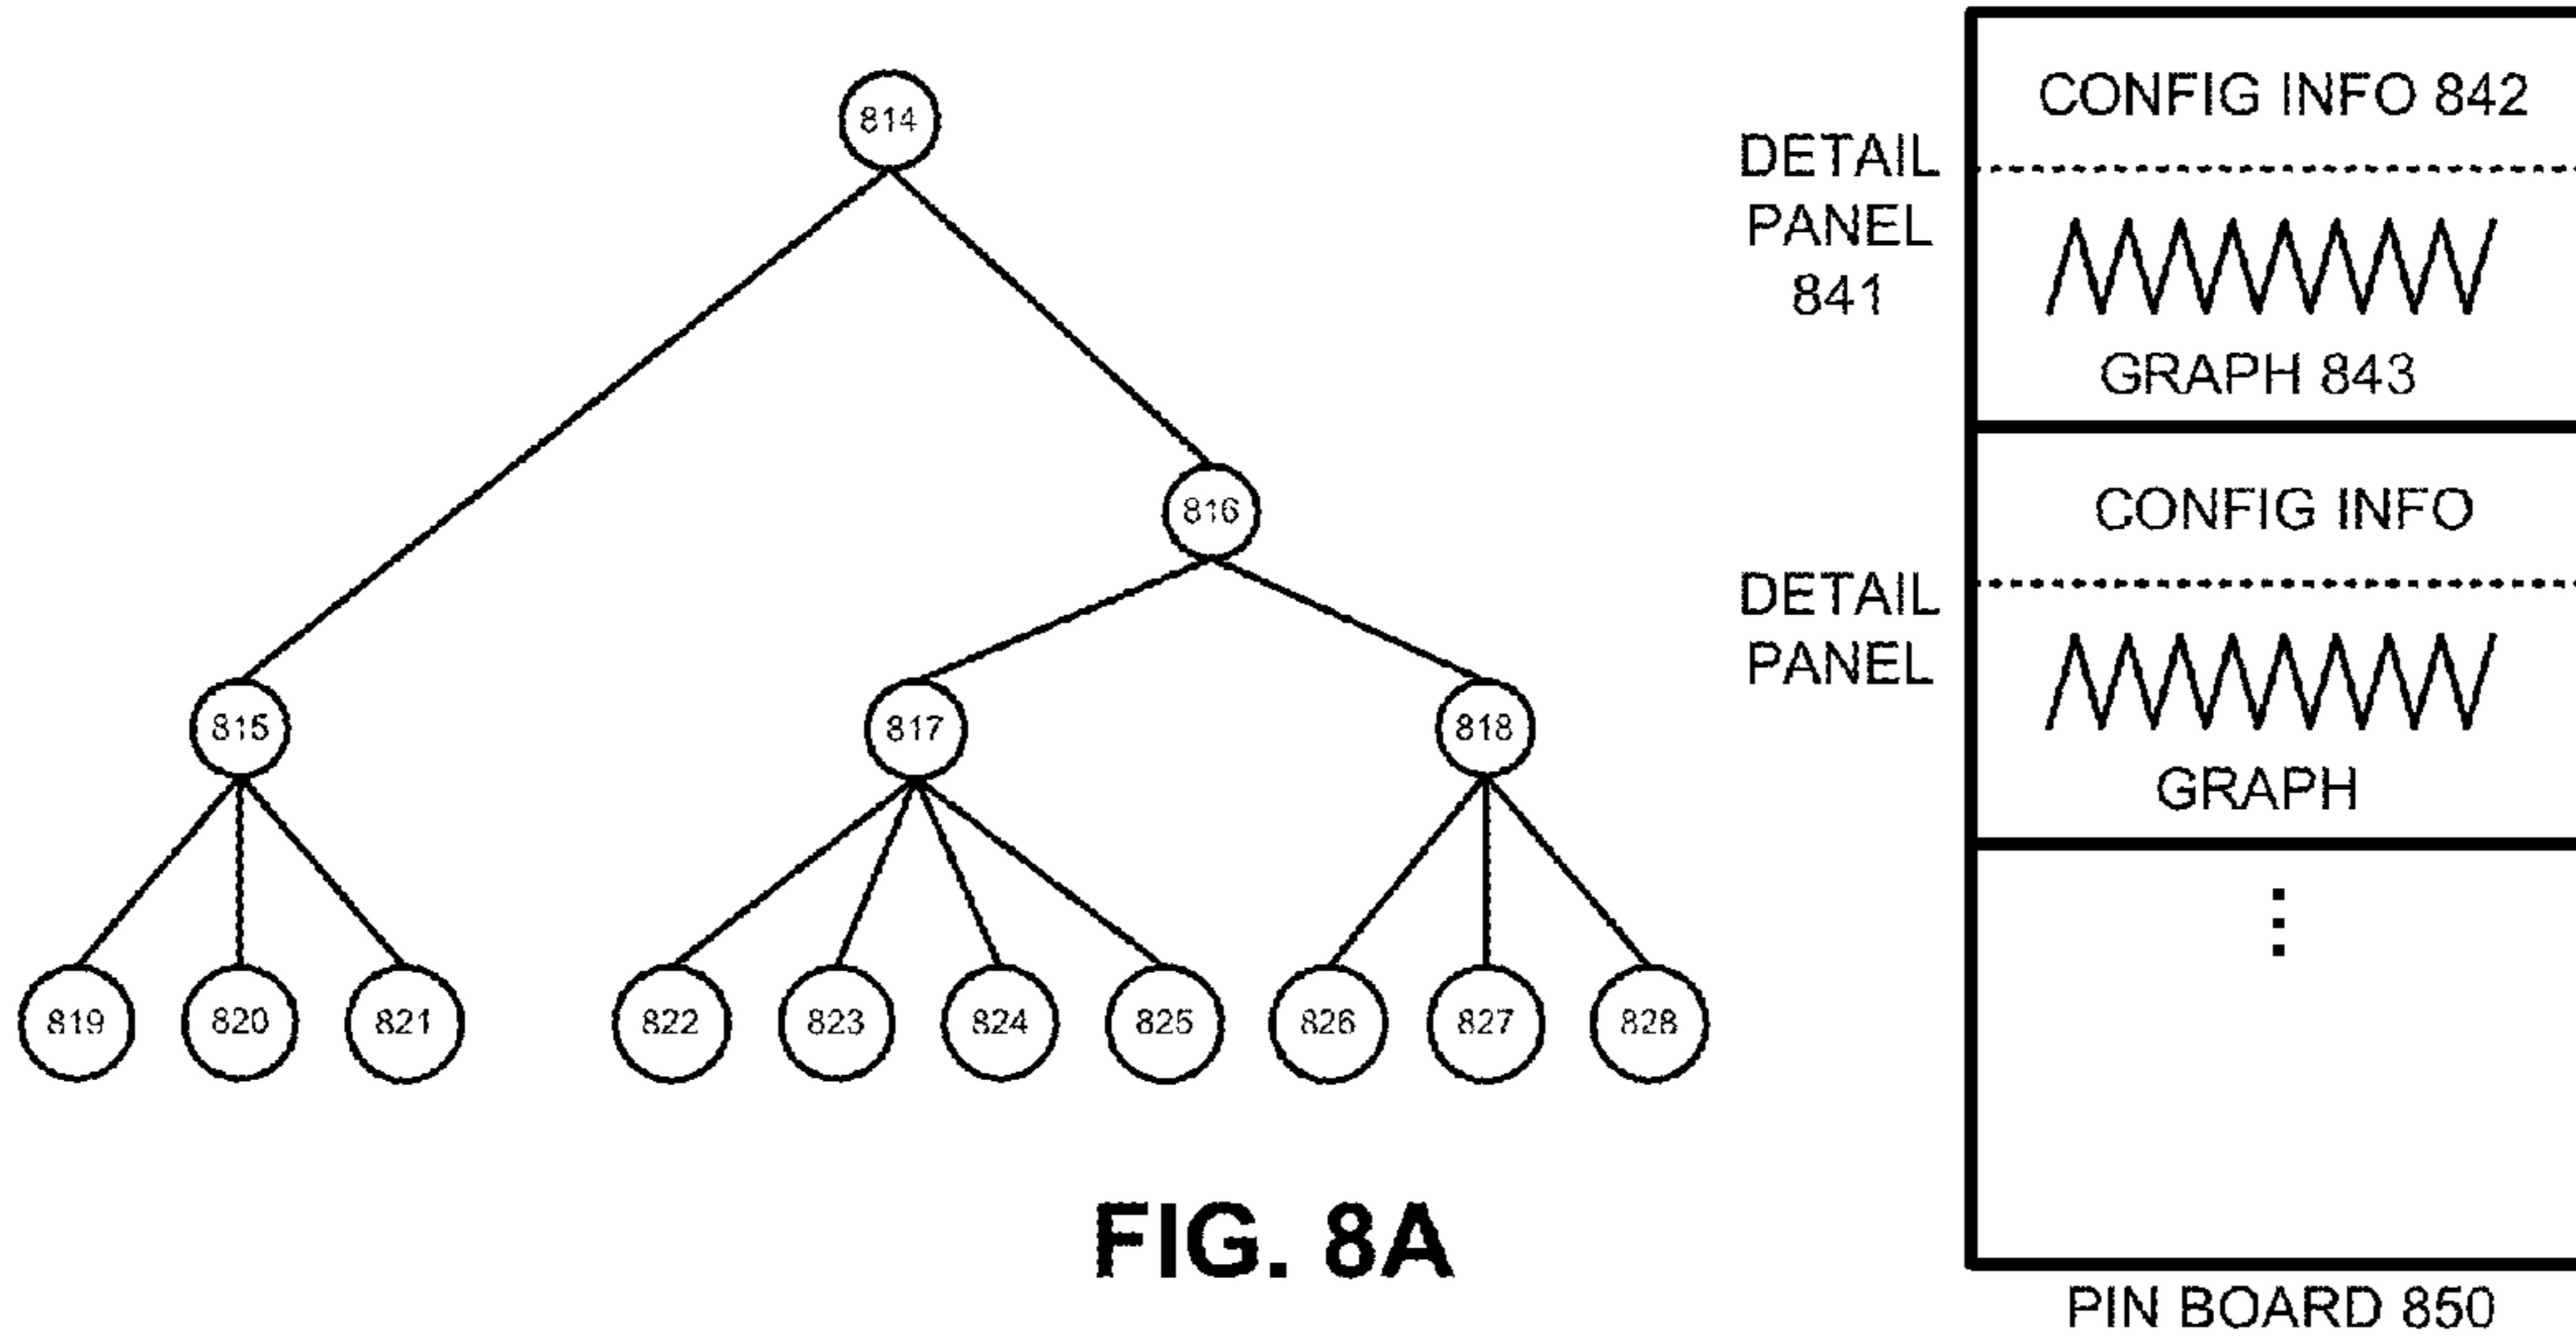 814
816
815
817
818
819
820
821
822
823
824
825
826
827
828
FIG. 8A
DETAIL
PANEL
841
CONFIG INFO 842
GRAPH 843
DETAIL
PANEL
CONFIG INFO
GRAPH
PIN BOARD 850